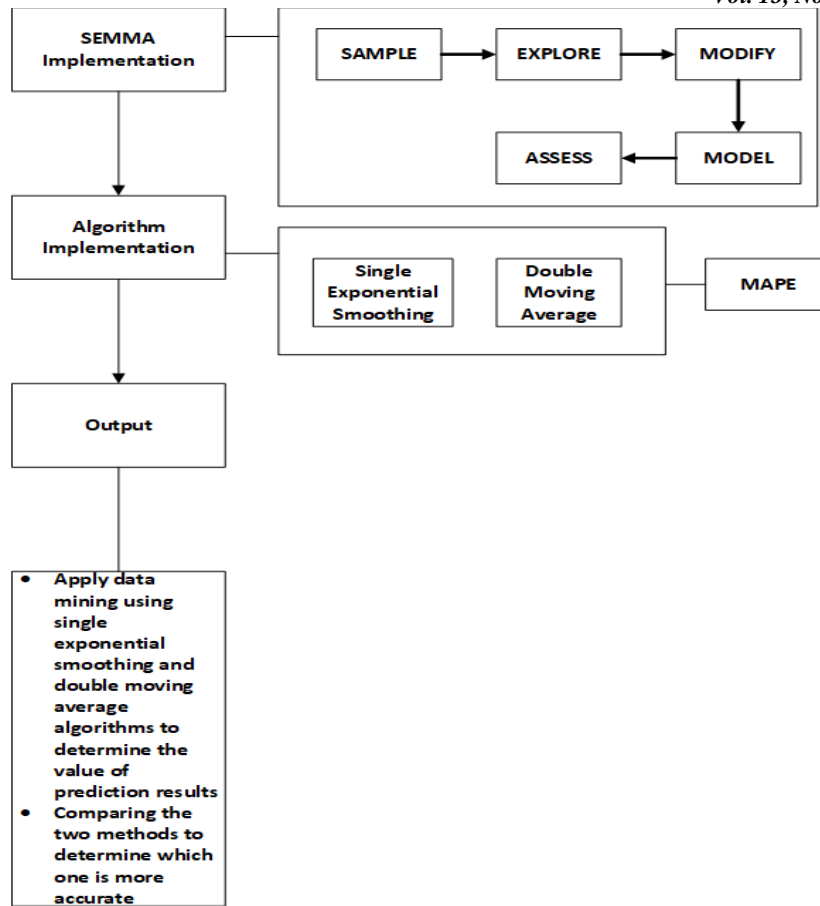 Vol. 13, No
SEMMA
Implementation
SAMPLE
EXPLORE
MODIFY
ASSESS
MODEL
Algorithm
Implementation
Single
Exponential
Smoothing
Double
Moving
Average
MAPE
Output
• Apply data
mining using
single
exponential
smoothing and
double moving
average
algorithms to
determine the
value of
prediction results
• Comparing the
two methods to
determine which
one is more
accurate